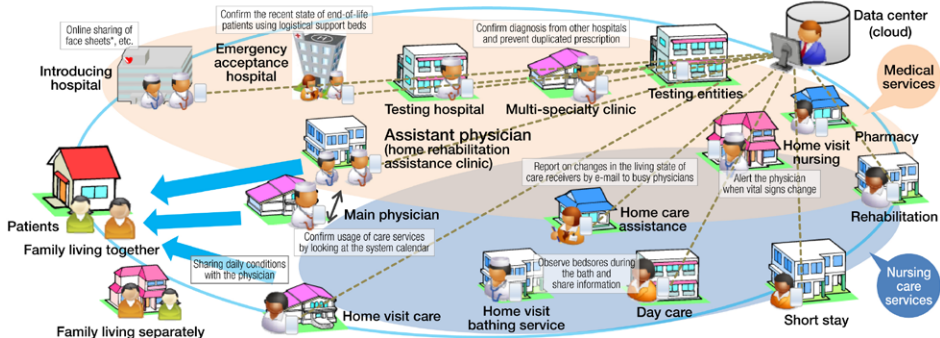 Online sharing of
face sheets*, etc.
Introducing
hospital
Confirm the recent state of end-of-life
patients using logistical support beds
Emergency
acceptance
hospital
Testing hospital
Confirm diagnosis from other hospitals
and prevent duplicated prescription
Multi-specialty clinic
Testing entities
Data center
(cloud)
Medical
services
Assistant physician
(home rehabilitation
assistance clinic)
Home visit
nursing
Pharmacy
Report on changes in the living state of
care receivers by e-mail to busy physicians
Alert the physician
when vital signs change
Rehabilitation
Patients
Family living together
Main physician
Confirm usage of care services
by looking at the system calendar
Home care
assistance
Sharing daily conditions
with the physician
Observe bedsores during
the bath and
share information
Nursing
care
services
Family living separately
Home visit care
Home visit
bathing service
Day care
Short stay